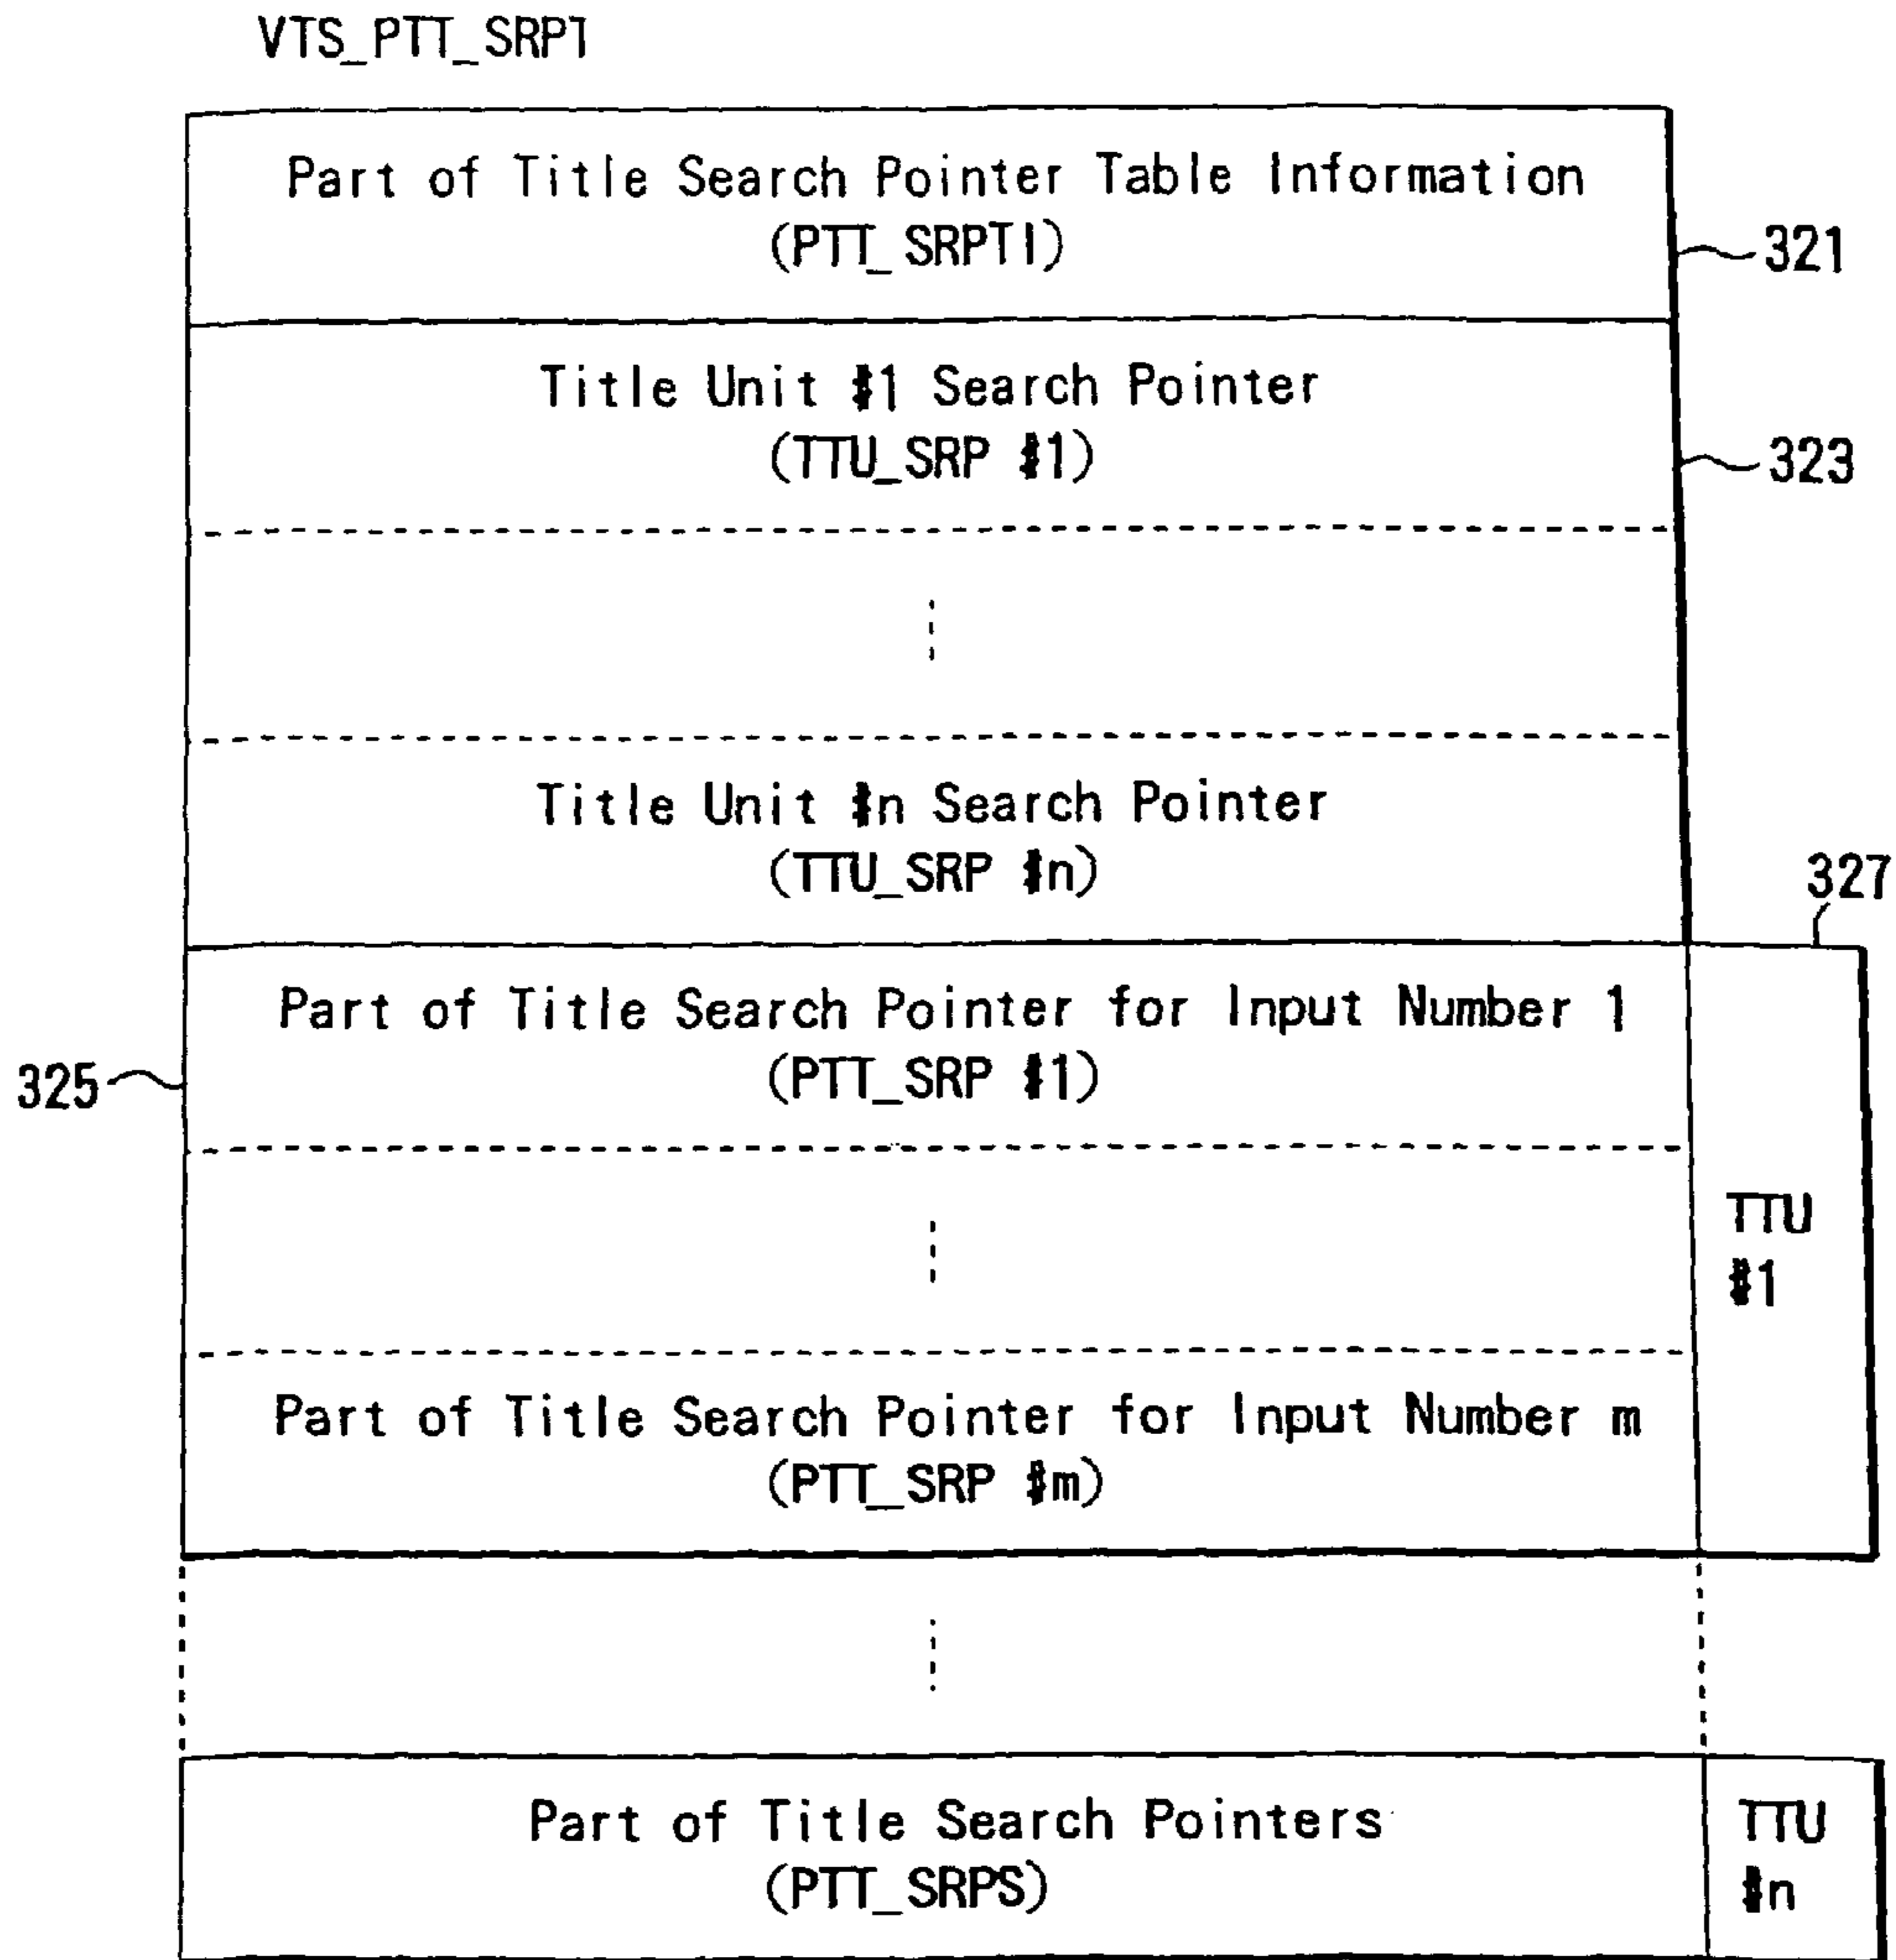 VTS_PTT_SRPT
Part of Title Search Pointer Table Information
(PTT_SRPTI)
321
Title Unit #1 Search Pointer
(TTU_SRP #1)
323
Title Unit #n Search Pointer
(TTU_SRP #n)
327
Part of Title Search Pointer for Input Number 1
(PTT_SRP #1)
325
TTU
#1
Part of Title Search Pointer for Input Number m
(PTT_SRP #m)
Part of Title Search Pointers
(PTT_SRPS)
TTU
#n